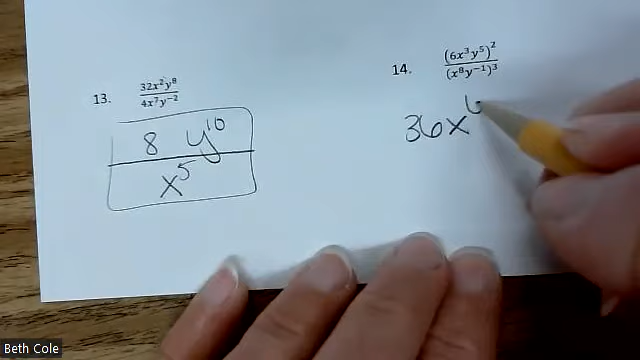 13. 32x²y⁸ / 4x⁷y⁻²
8 y¹⁰ / x⁵
14. (6x³y⁵)² / (x⁸y⁻¹)³
36x⁶
Beth Cole